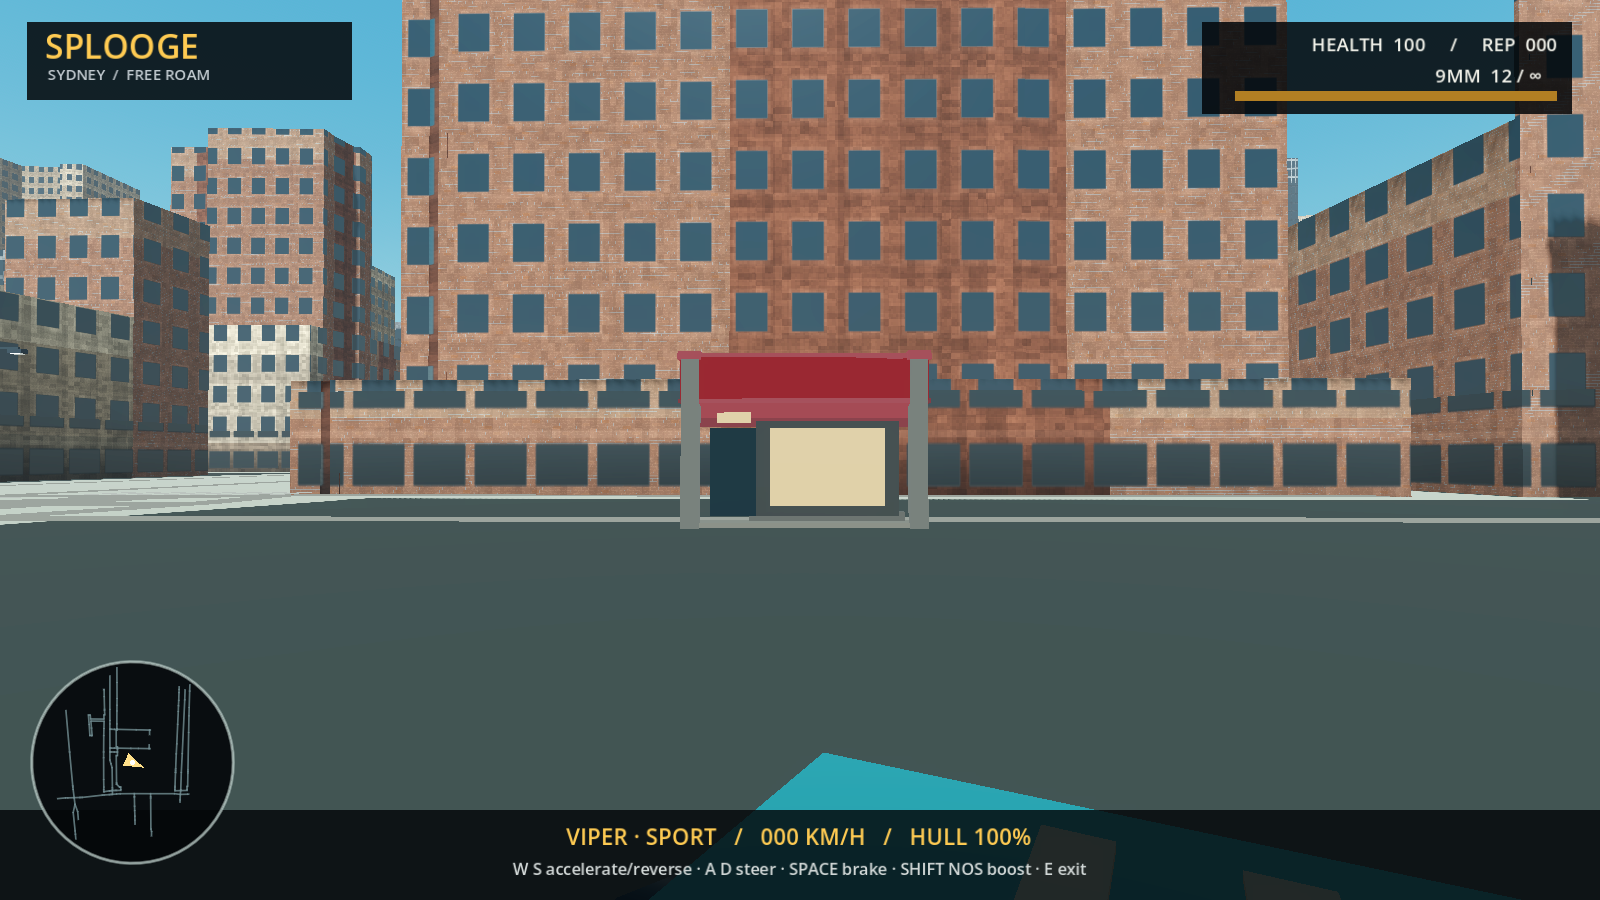 SPLOOGE
SYDNEY / FREE ROAM
HEALTH 100 / REP 000
9MM 12 / ∞
VIPER · SPORT / 000 KM/H / HULL 100%
W S accelerate/reverse · A D steer · SPACE brake · SHIFT NOS boost · E exit